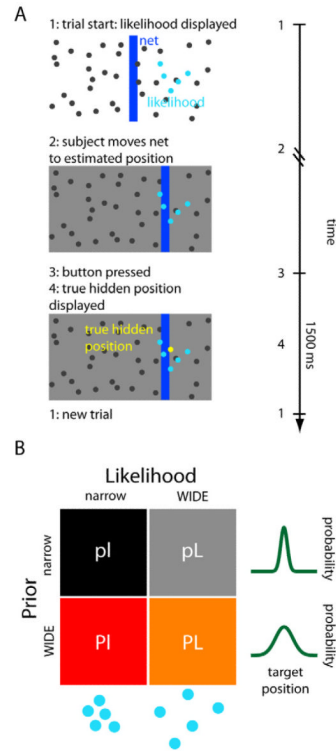 A
1: trial start: likelihood displayed
net
likelihood
2: subject moves net
to estimated position
3: button pressed
4: true hidden position
displayed
true hidden
position
1: new trial
1
2
3
4
1
time
1500 ms
B
Likelihood
narrow WIDE
Prior
narrow
WIDE
pl pL
Pl PL
probability
probability
target
position